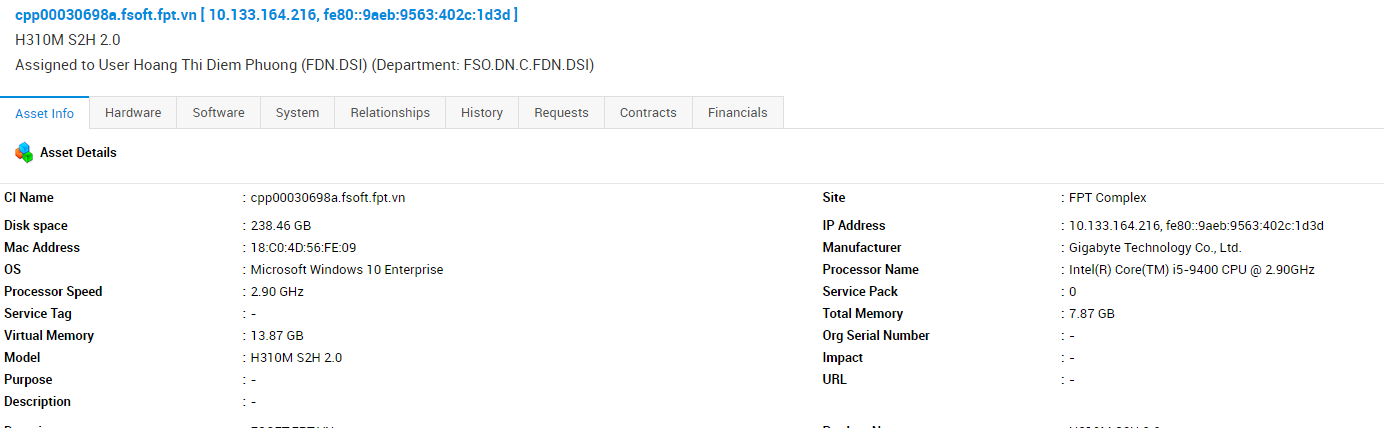 cpp00030698a.fsoft.fpt.vn [ 10.133.164.216, fe80::9aeb:9563:402c:1d3d ]
H310M S2H 2.0
Assigned to User Hoang Thi Diem Phuong (FDN.DSI) (Department: FSO.DN.C.FDN.DSI)
Asset Info Hardware Software System Relationships History Requests Contracts Financials
Asset Details
CI Name : cpp00030698a.fsoft.fpt.vn Site : FPT Complex
Disk space : 238.46 GB IP Address : 10.133.164.216, fe80::9aeb:9563:402c:1d3d
Mac Address : 18:C0:4D:56:FE:09 Manufacturer : Gigabyte Technology Co., Ltd.
OS : Microsoft Windows 10 Enterprise Processor Name : Intel(R) Core(TM) i5-9400 CPU @ 2.90GHz
Processor Speed : 2.90 GHz Service Pack : 0
Service Tag : - Total Memory : 7.87 GB
Virtual Memory : 13.87 GB Org Serial Number : -
Model : H310M S2H 2.0 Impact : -
Purpose : - URL : -
Description : -